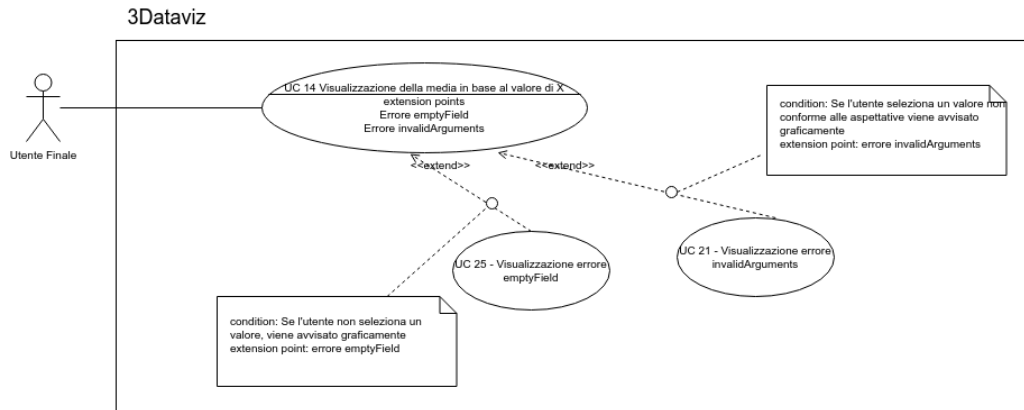 3Dataviz
Utente Finale
UC 14 Visualizzazione della media in base al valore di X
extension points
Errore emptyField
Errore invalidArguments
condition: Se l'utente seleziona un valore non
conforme alle aspettative viene avvisato
graficamente
extension point: errore invalidArguments
<<extend>>
<<extend>>
UC 25 - Visualizzazione errore
emptyField
UC 21 - Visualizzazione errore
invalidArguments
condition: Se l'utente non seleziona un
valore, viene avvisato graficamente
extension point: errore emptyField